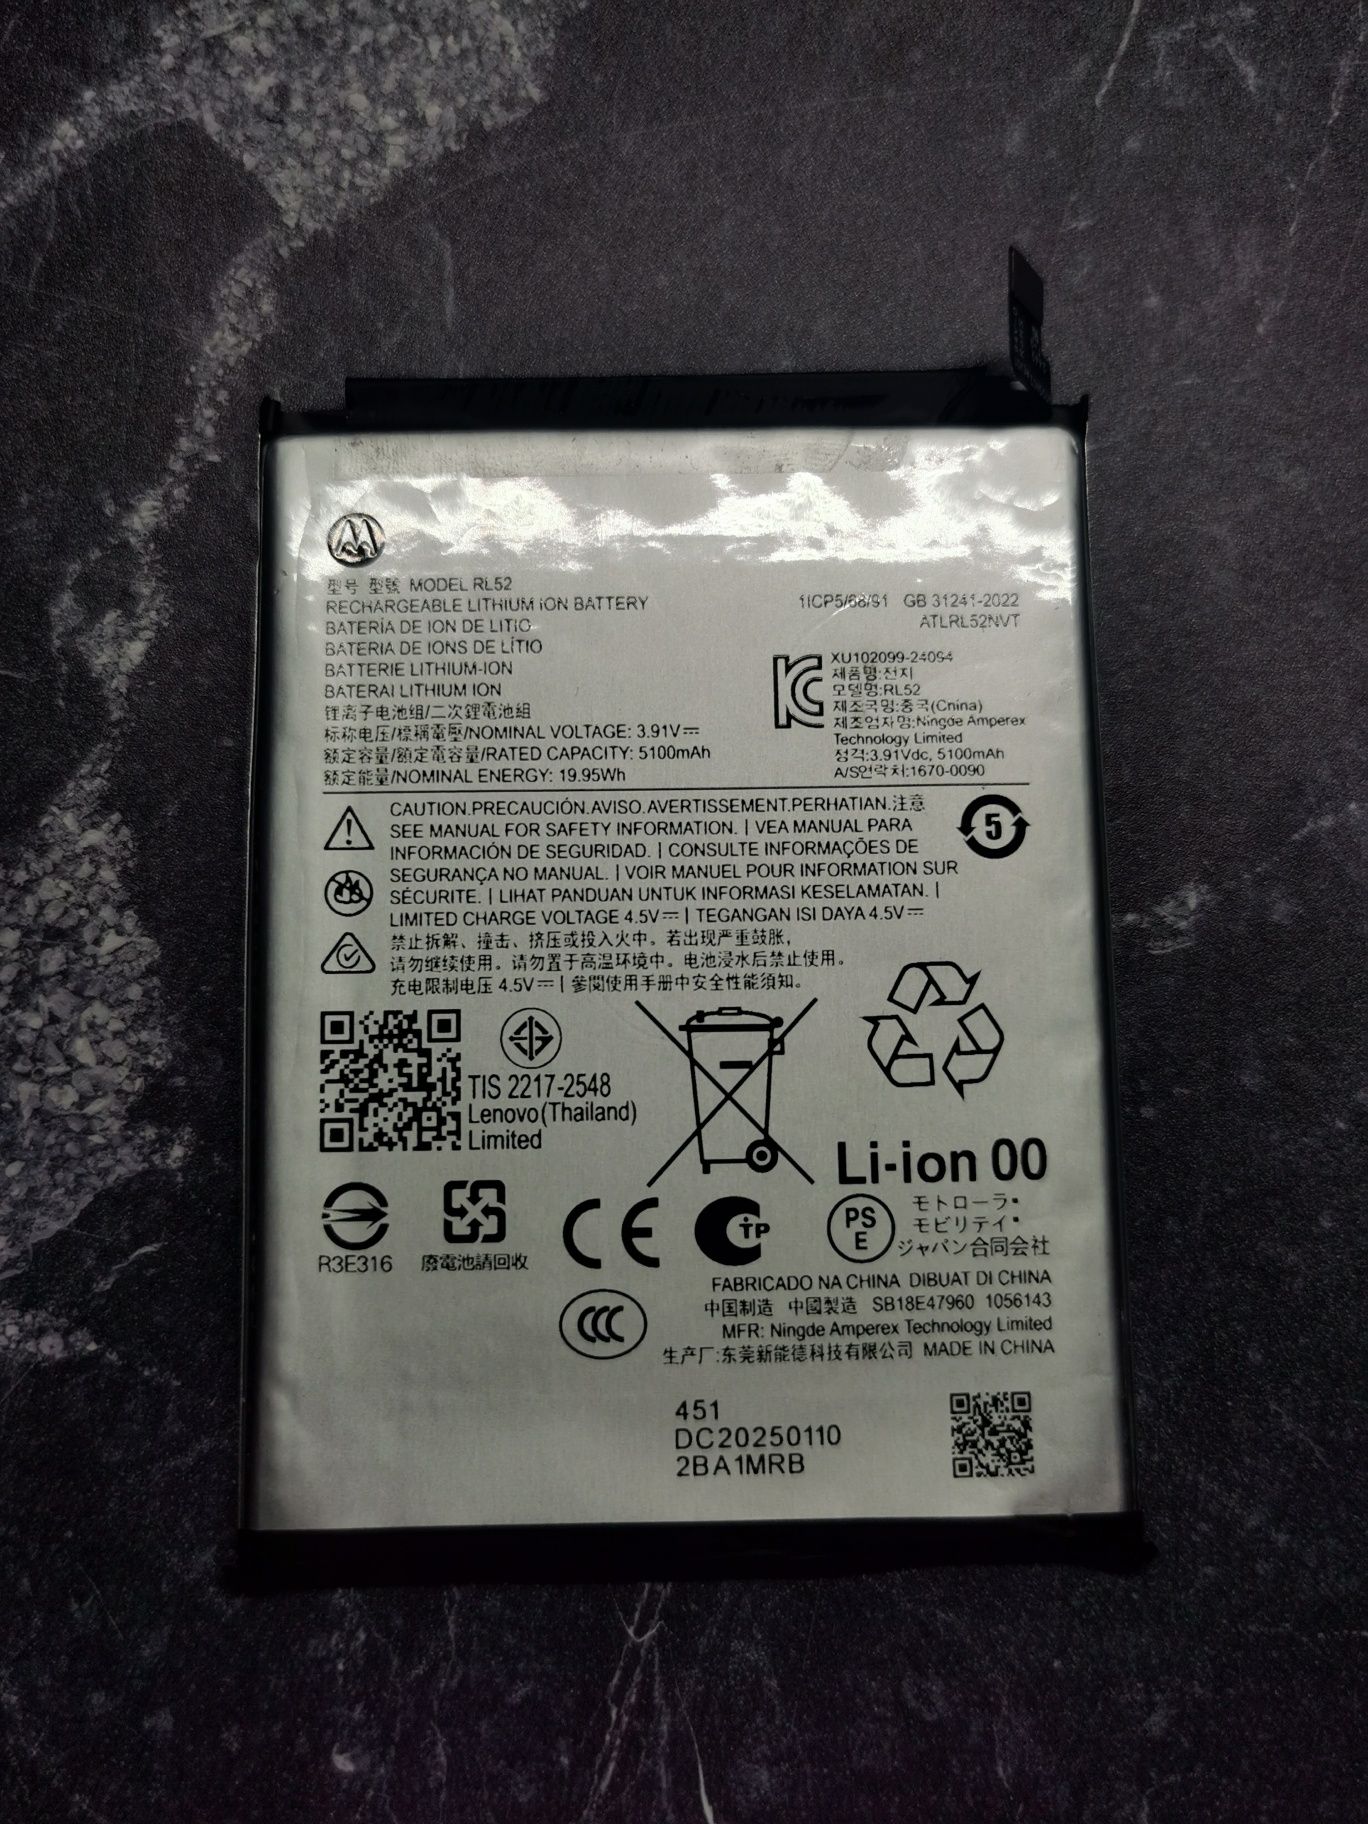 型号 型號 MODEL RL52
RECHARGEABLE LITHIUM ION BATTERY
BATERÍA DE ION DE LITIO
BATERIA DE IONS DE LÍTIO
BATTERIE LITHIUM-ION
BATERAI LITHIUM ION
锂离子电池组/二次鋰電池組
标称电压/標稱電壓/NOMINAL VOLTAGE: 3.91V⎓
额定容量/額定電容量/RATED CAPACITY: 5100mAh
额定能量/NOMINAL ENERGY: 19.95Wh
1ICP5/68/91 GB 31241-2022
ATLRL52NVT
XU102099-24094
제품명:전지
모델명:RL52
제조국명:중국(China)
제조업자명:Ningde Amperex
Technology Limited
정격:3.91Vdc, 5100mAh
A/S연락처:1670-0090
CAUTION.PRECAUCIÓN.AVISO.AVERTISSEMENT.PERHATIAN.注意
SEE MANUAL FOR SAFETY INFORMATION. | VEA MANUAL PARA
INFORMACIÓN DE SEGURIDAD. | CONSULTE INFORMAÇÕES DE
SEGURANÇA NO MANUAL. | VOIR MANUEL POUR INFORMATION SUR
SÉCURITE. | LIHAT PANDUAN UNTUK INFORMASI KESELAMATAN. |
LIMITED CHARGE VOLTAGE 4.5V⎓ | TEGANGAN ISI DAYA 4.5V⎓
禁止拆解、撞击、挤压或投入火中。若出现严重鼓胀，
请勿继续使用。请勿置于高温环境中。电池浸水后禁止使用。
充电限制电压 4.5V⎓ | 參閱使用手册中安全性能須知。
5
TIS 2217-2548
Lenovo(Thailand)
Limited
Li-ion 00
R3E316
廢電池請回收
CE
PS
E
モトローラ・
モビリティ・
ジャパン合同会社
FABRICADO NA CHINA DIBUAT DI CHINA
中国制造 中國製造 SB18E47960 1056143
MFR: Ningde Amperex Technology Limited
生产厂:东莞新能德科技有限公司 MADE IN CHINA
CCC
451
DC20250110
2BA1MRB